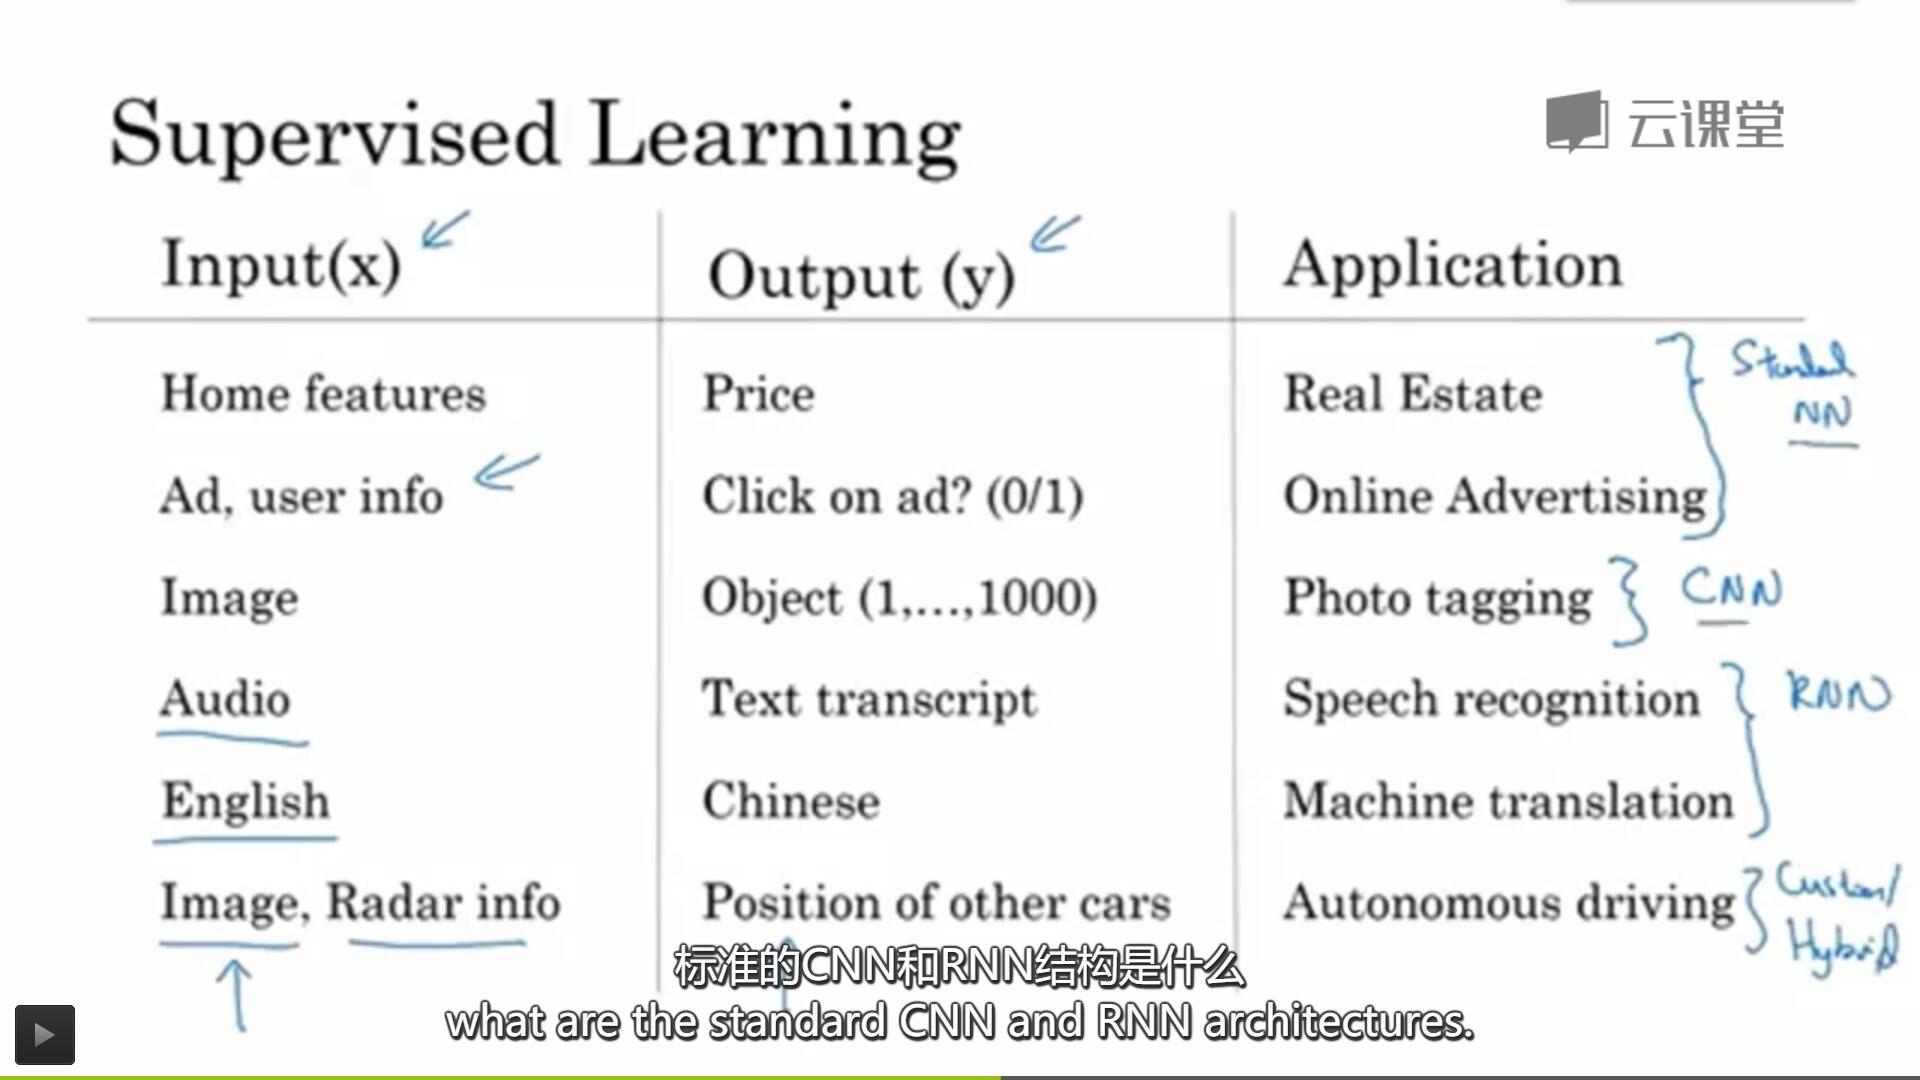 云课堂
Supervised Learning
Input(x) Output (y) Application
Home features Price Real Estate Standard
NN
Ad, user info Click on ad? (0/1) Online Advertising
Image Object (1,...,1000) Photo tagging CNN
Audio Text transcript Speech recognition RNN
English Chinese Machine translation
Image, Radar info Position of other cars Autonomous driving Custom/
Hybrid
标准的CNN和RNN结构是什么
what are the standard CNN and RNN architectures.